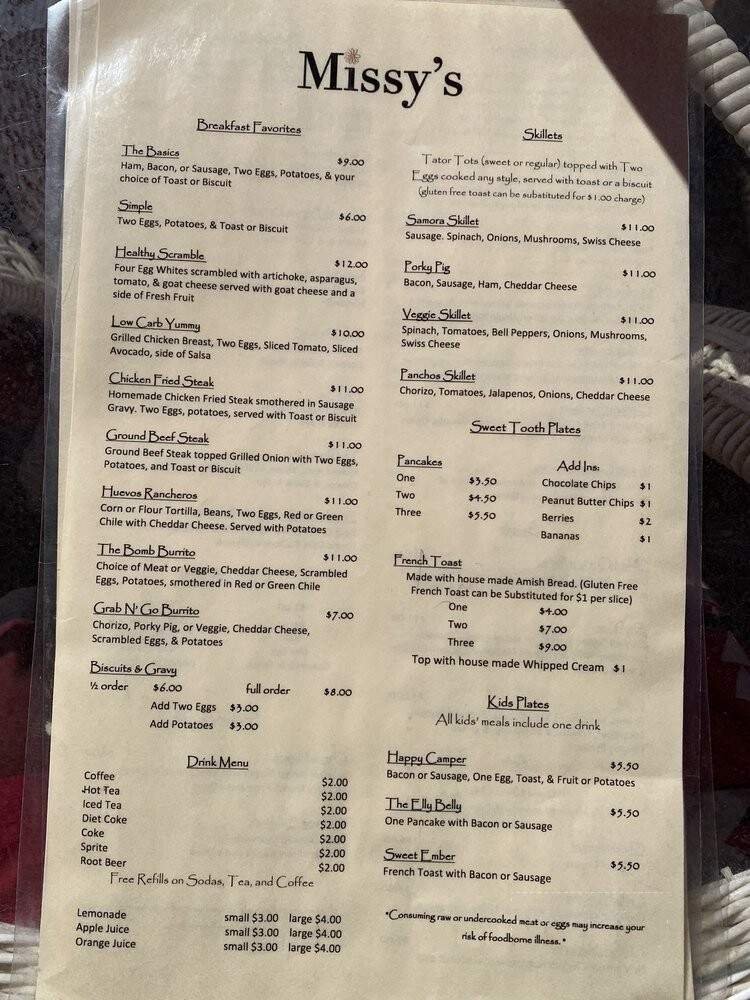 Missy's
Breakfast Favorites
The Basics $9.00
Ham, Bacon, or Sausage, Two Eggs, Potatoes, & your
choice of Toast or Biscuit
Simple $6.00
Two Eggs, Potatoes, & Toast or Biscuit
Healthy Scramble $12.00
Four Egg Whites scrambled with artichoke, asparagus,
tomato, & goat cheese served with goat cheese and a
side of Fresh Fruit
Low Carb Yummy $10.00
Grilled Chicken Breast, Two Eggs, Sliced Tomato, Sliced
Avocado, side of Salsa
Chicken Fried Steak $11.00
Homemade Chicken Fried Steak smothered in Sausage
Gravy. Two Eggs, potatoes, served with Toast or Biscuit
Ground Beef Steak $11.00
Ground Beef Steak topped Grilled Onion with Two Eggs,
Potatoes, and Toast or Biscuit
Huevos Rancheros $11.00
Corn or Flour Tortilla, Beans, Two Eggs, Red or Green
Chile with Cheddar Cheese. Served with Potatoes
The Bomb Burrito $11.00
Choice of Meat or Veggie, Cheddar Cheese, Scrambled
Eggs, Potatoes, smothered in Red or Green Chile
Grab N' Go Burrito $7.00
Chorizo, Porky Pig, or Veggie, Cheddar Cheese,
Scrambled Eggs, & Potatoes
Biscuits & Gravy
½ order $6.00 full order $8.00
Add Two Eggs $3.00
Add Potatoes $3.00
Drink Menu
Coffee $2.00
Hot Tea $2.00
Iced Tea $2.00
Diet Coke $2.00
Coke $2.00
Sprite $2.00
Root Beer $2.00
Free Refills on Sodas, Tea, and Coffee
Lemonade small $3.00 large $4.00
Apple Juice small $3.00 large $4.00
Orange Juice small $3.00 large $4.00
Skillets
Tator Tots (sweet or regular) topped with Two
Eggs cooked any style, served with toast or a biscuit
(gluten free toast can be substituted for $1.00 charge)
Samora Skillet $11.00
Sausage. Spinach, Onions, Mushrooms, Swiss Cheese
Porky Pig $11.00
Bacon, Sausage, Ham, Cheddar Cheese
Veggie Skillet $11.00
Spinach, Tomatoes, Bell Peppers, Onions, Mushrooms,
Swiss Cheese
Panchos Skillet $11.00
Chorizo, Tomatoes, Jalapenos, Onions, Cheddar Cheese
Sweet Tooth Plates
Pancakes
One $3.50
Two $4.50
Three $5.50
Add Ins:
Chocolate Chips $1
Peanut Butter Chips $1
Berries $2
Bananas $1
French Toast
Made with house made Amish Bread. (Gluten Free
French Toast can be Substituted for $1 per slice)
One $4.00
Two $7.00
Three $9.00
Top with house made Whipped Cream $1
Kids Plates
All kids' meals include one drink
Happy Camper $5.50
Bacon or Sausage, One Egg, Toast, & Fruit or Potatoes
The Elly Belly $5.50
One Pancake with Bacon or Sausage
Sweet Ember $5.50
French Toast with Bacon or Sausage
*Consuming raw or undercooked meat or eggs may increase your
risk of foodborne illness.*